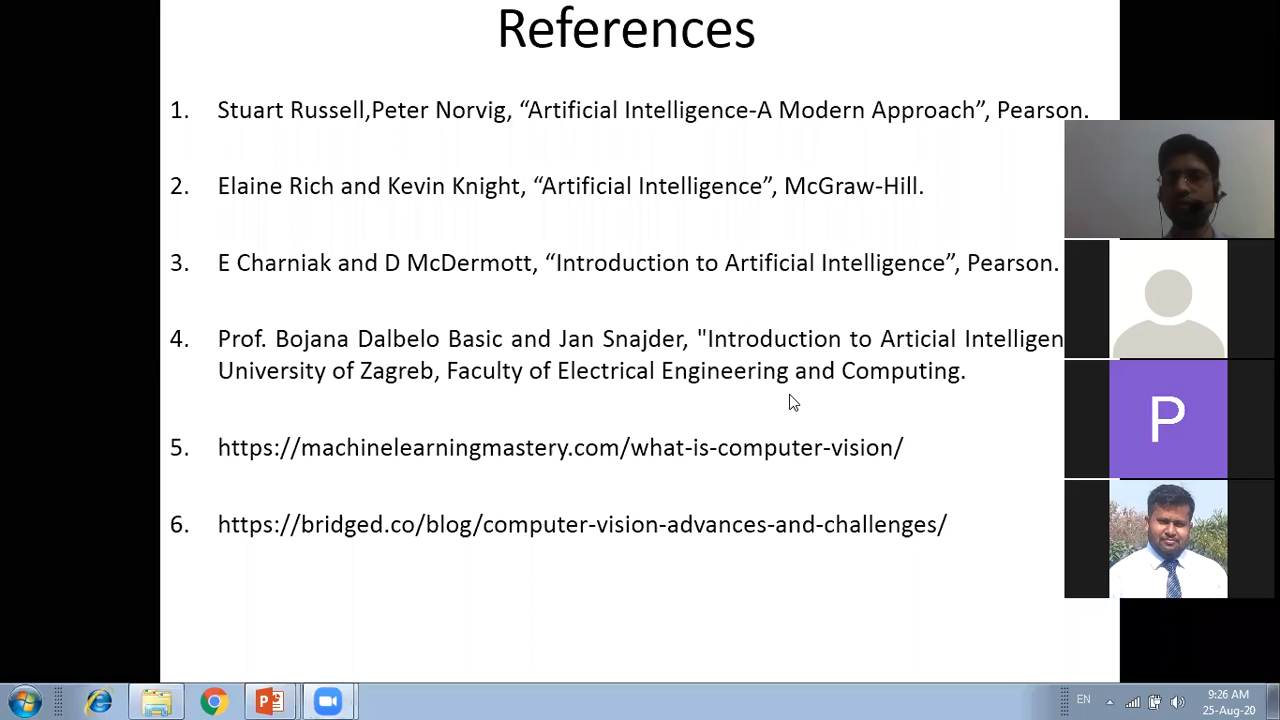 References
1. Stuart Russell,Peter Norvig, “Artificial Intelligence-A Modern Approach”, Pearson.
2. Elaine Rich and Kevin Knight, “Artificial Intelligence”, McGraw-Hill.
3. E Charniak and D McDermott, “Introduction to Artificial Intelligence”, Pearson.
4. Prof. Bojana Dalbelo Basic and Jan Snajder, "Introduction to Articial Intelligen
University of Zagreb, Faculty of Electrical Engineering and Computing.
5. https://machinelearningmastery.com/what-is-computer-vision/
6. https://bridged.co/blog/computer-vision-advances-and-challenges/
P
EN
9:26 AM
25-Aug-20